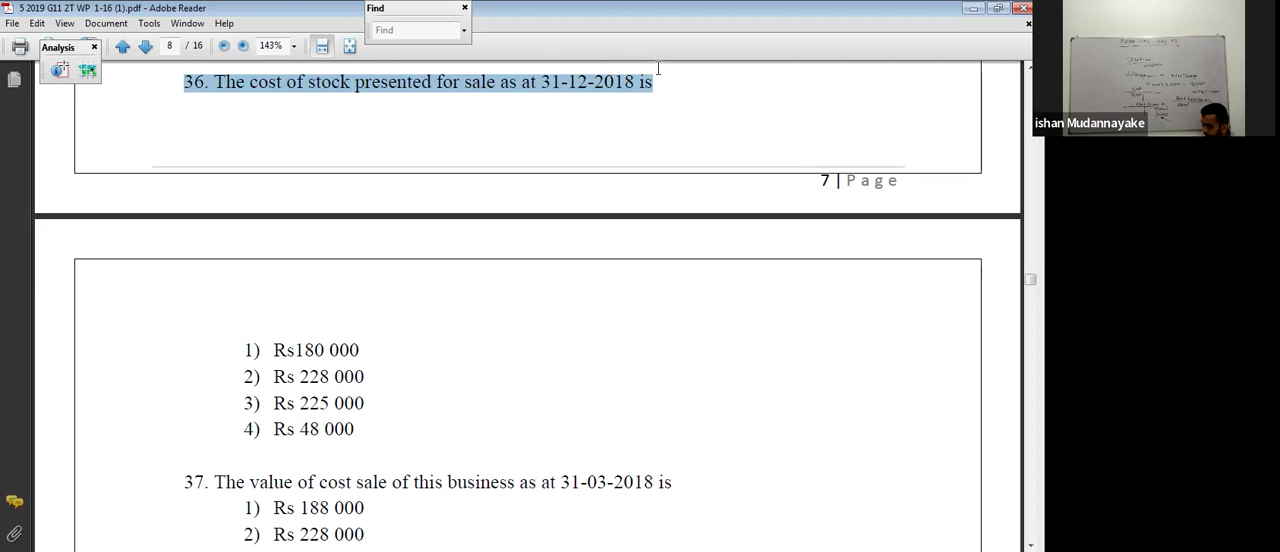 5 2019 G11 2T WP 1-16 (1).pdf - Adobe Reader
File Edit View Document Tools Window Help
Find
Find
Analysis
8 / 16 143%
36. The cost of stock presented for sale as at 31-12-2018 is
7 | Page
1) Rs180 000
2) Rs 228 000
3) Rs 225 000
4) Rs 48 000
37. The value of cost sale of this business as at 31-03-2018 is
1) Rs 188 000
2) Rs 228 000
ishan Mudannayake